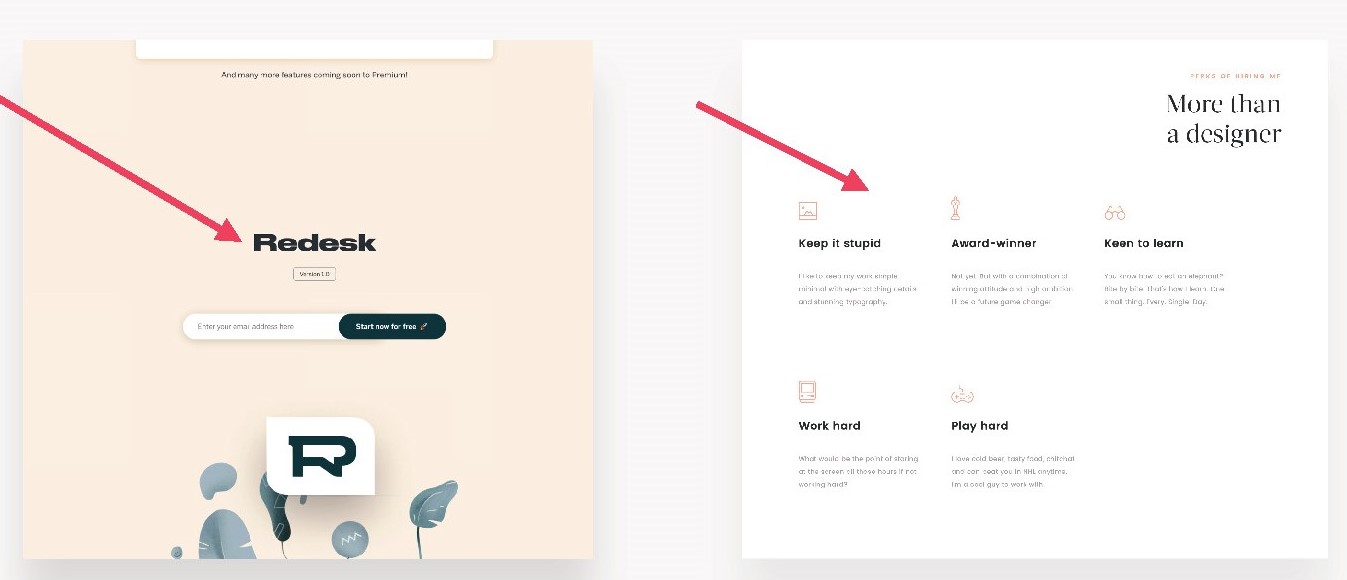 And many more features coming soon to Premium!
Redesk
Version 1.0
Enter your email address here
Start now for free 🚀
R
PERKS OF HIRING ME
More than
a designer
Keep it stupid
I like to keep my work simple,
minimal with eye-catching details
and stunning typography.
Award-winner
Not yet. But with a combination of
winning attitude and high ambition
I'll be a future game changer
Keen to learn
You know how to eat an elephant?
Bite by bite. That's how I learn. One
small thing. Every. Single. Day.
Work hard
What would be the point of staring
at the screen all those hours if not
working hard?
Play hard
I love cold beer, tasty food, chitchat
and can beat you in NHL anytime.
I'm a cool guy to work with.